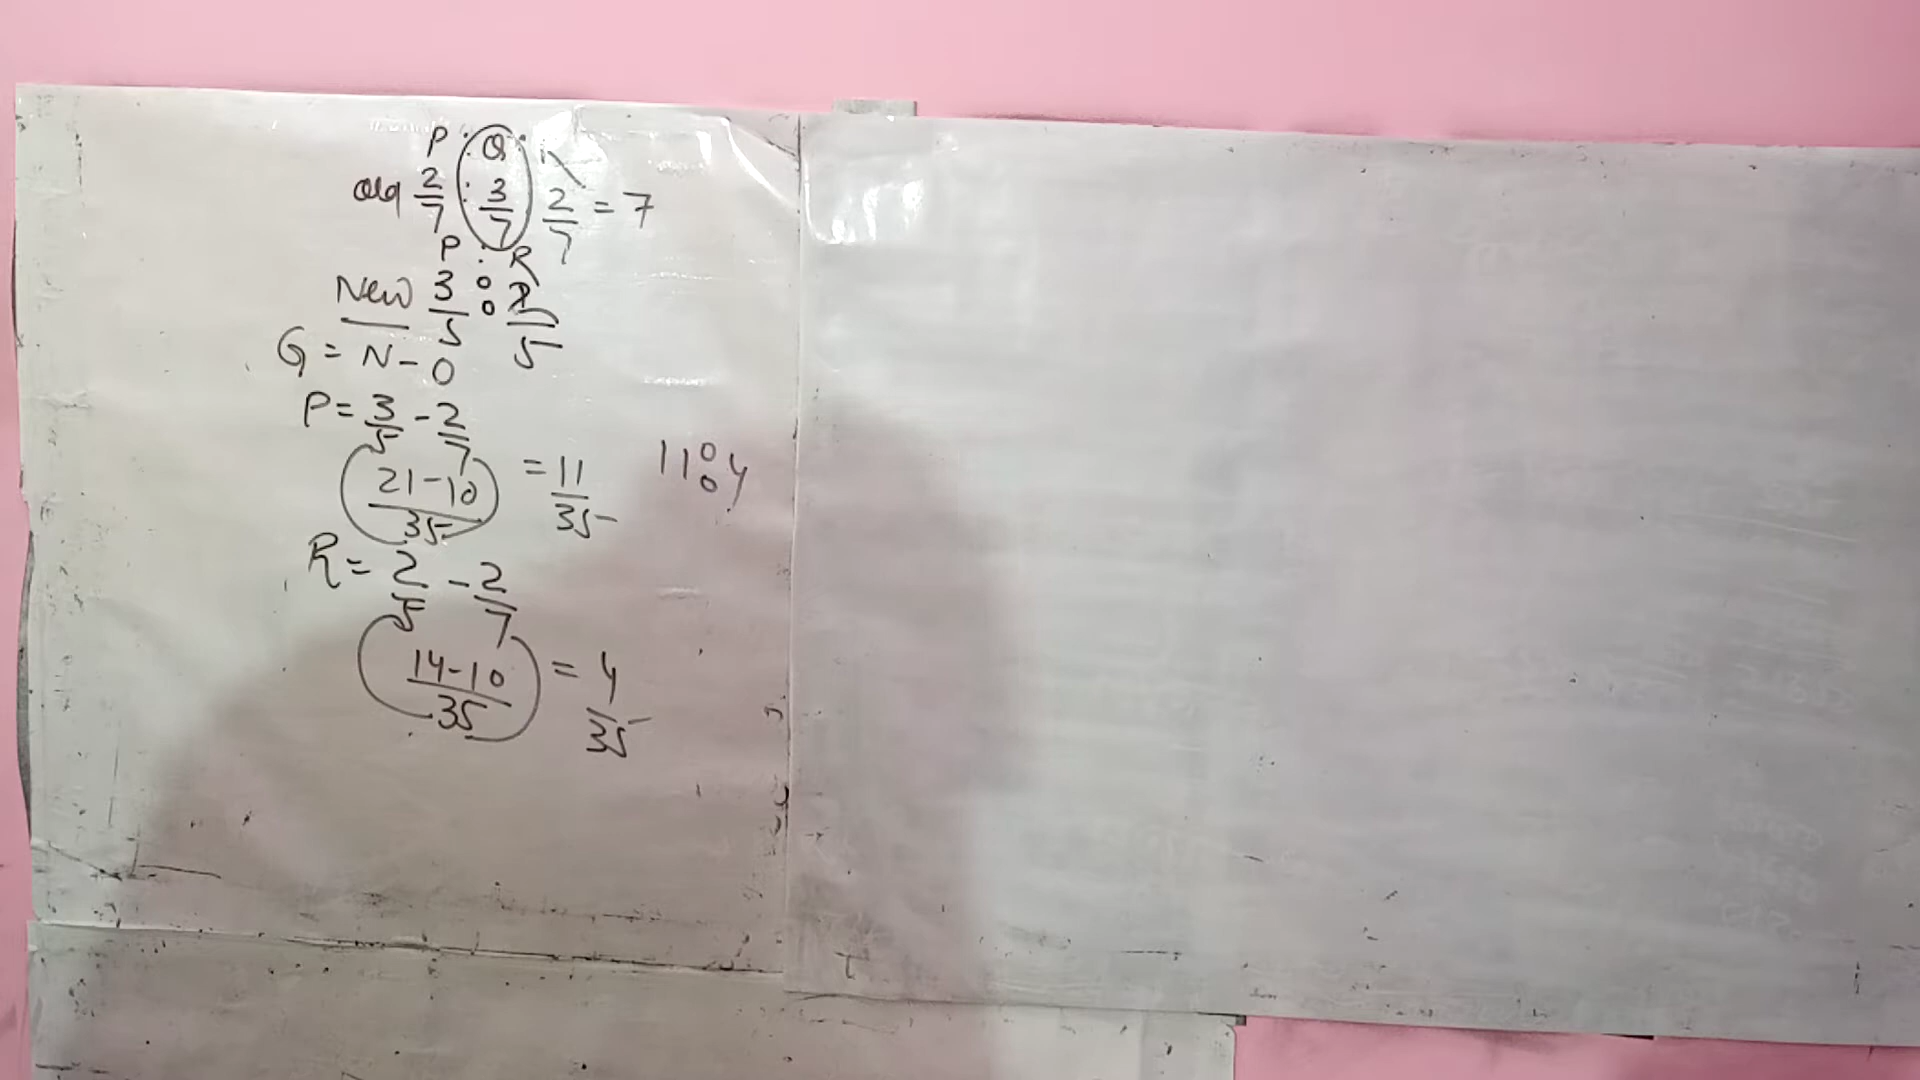 P : Q :
old 2/7 : 3/7 2/7 = 7
P : R
New 3/5 : 2/5
G = N - O
P = 3/5 - 2/7
21-10/35 = 11/35 11:4
R = 2/5 - 2/7
14-10/35 = 4/35